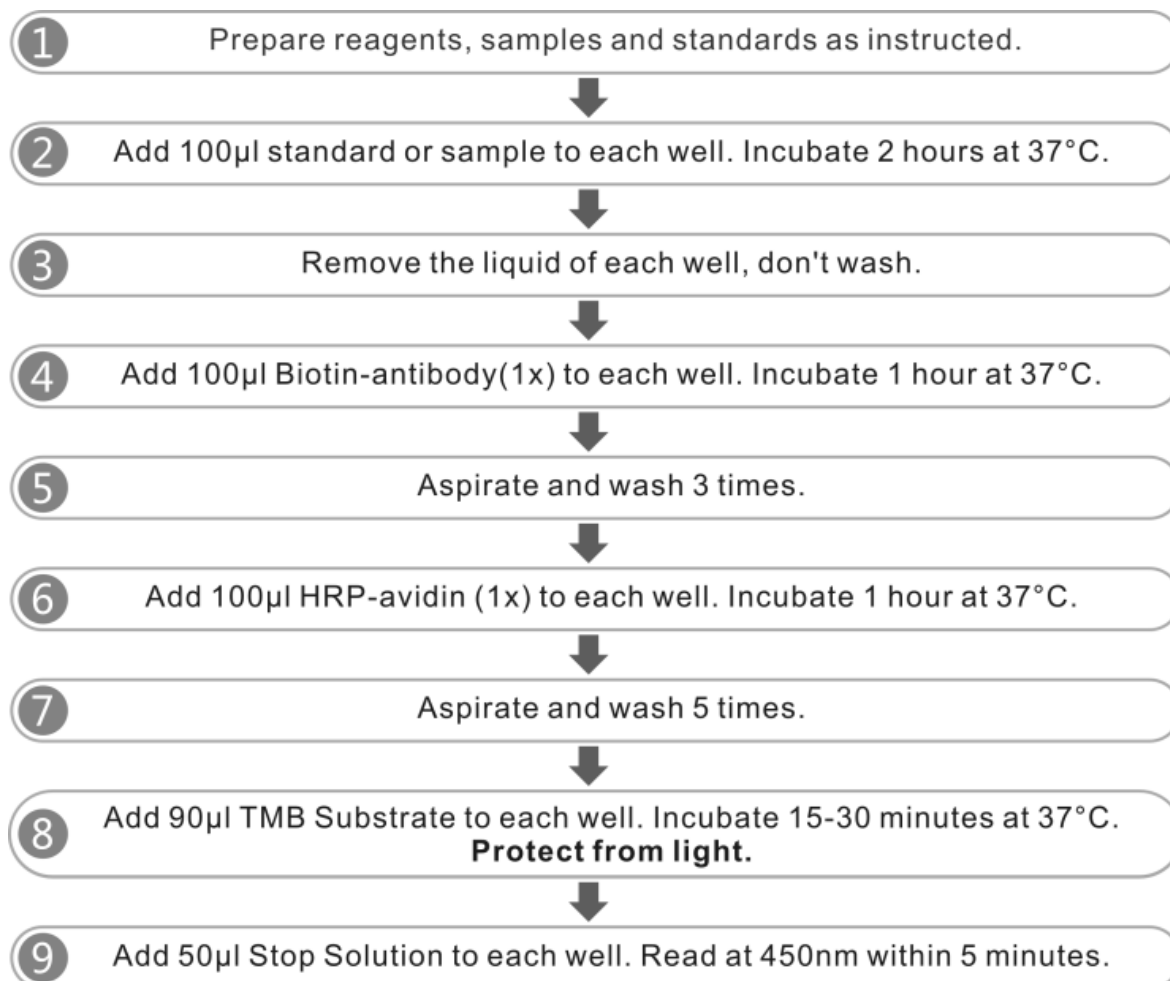 1 Prepare reagents, samples and standards as instructed.
2 Add 100µl standard or sample to each well. Incubate 2 hours at 37°C.
3 Remove the liquid of each well, don't wash.
4 Add 100µl Biotin-antibody(1x) to each well. Incubate 1 hour at 37°C.
5 Aspirate and wash 3 times.
6 Add 100µl HRP-avidin (1x) to each well. Incubate 1 hour at 37°C.
7 Aspirate and wash 5 times.
8 Add 90µl TMB Substrate to each well. Incubate 15-30 minutes at 37°C.
Protect from light.
9 Add 50µl Stop Solution to each well. Read at 450nm within 5 minutes.